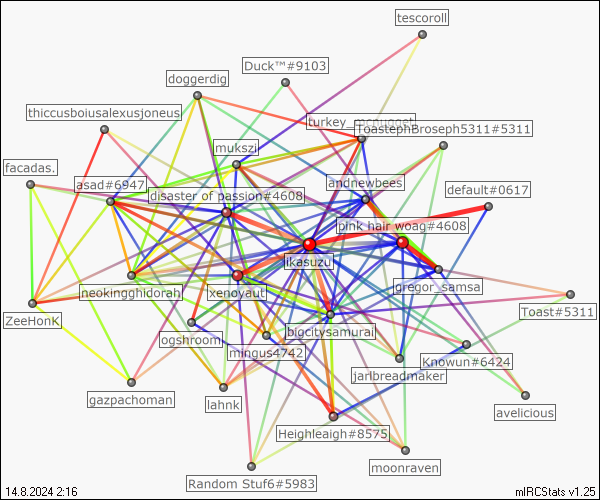 tescoroll
Duck™#9103
doggerdig
thiccusboiusalexusjoneus
turkey_mcnugget
ToastephBroseph5311#5311
mukszi
facadas.
asad#6947
disaster of passion#4608
andnewbees
default#0617
pink hair woag#4608
likasuzu
neokingghidorah
xenoyaut
gregor_samsa
ZeeHonK
Toast#5311
ogshroom
bigcitysamurai
mingus4742
Knowun#6424
jarlbreadmaker
gazpachoman
lahnk
avelicious
Heighleaigh#8575
moonraven
Random Stuf6#5983
14.8.2024 2:16
mIRCStats v1.25